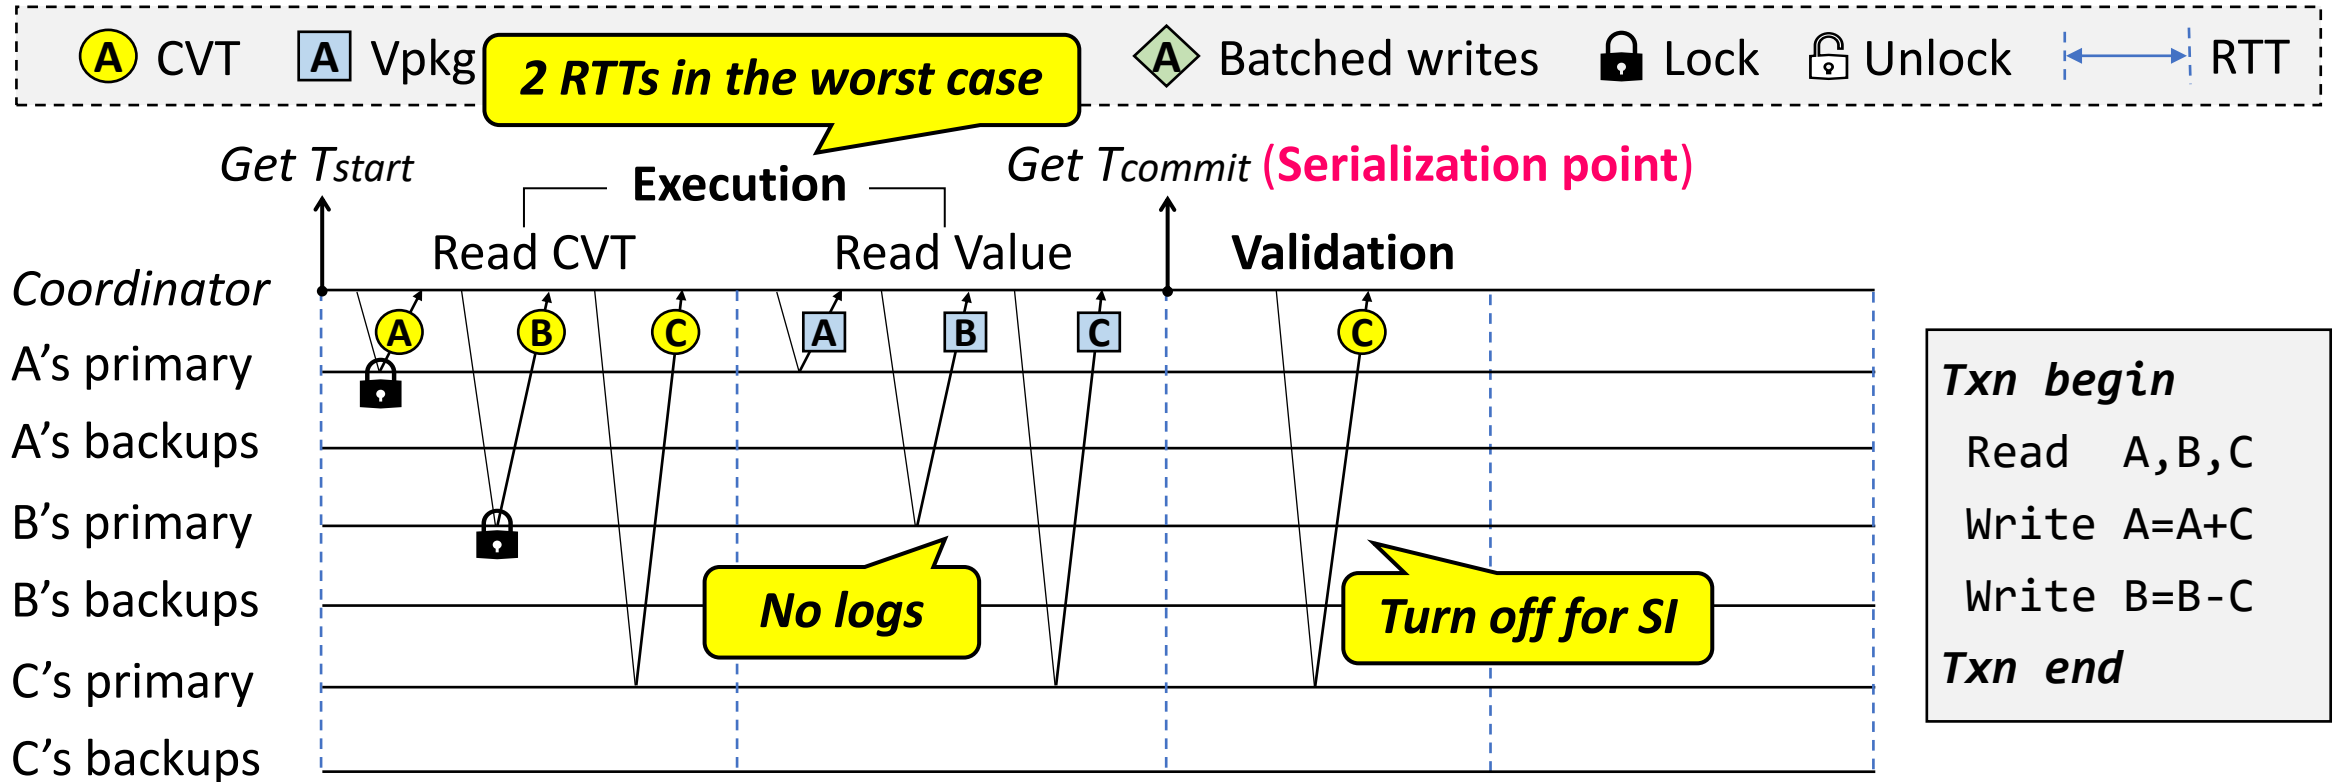 A CVT A Vpkg 2 RTTs in the worst case A Batched writes Lock Unlock RTT
Get Tstart Execution Get Tcommit (Serialization point)
Read CVT Read Value Validation
Coordinator
A B C A B C C
A's primary
A's backups
B's primary
B's backups
C's primary
C's backups
No logs
Turn off for SI
Txn begin
Read A,B,C
Write A=A+C
Write B=B-C
Txn end